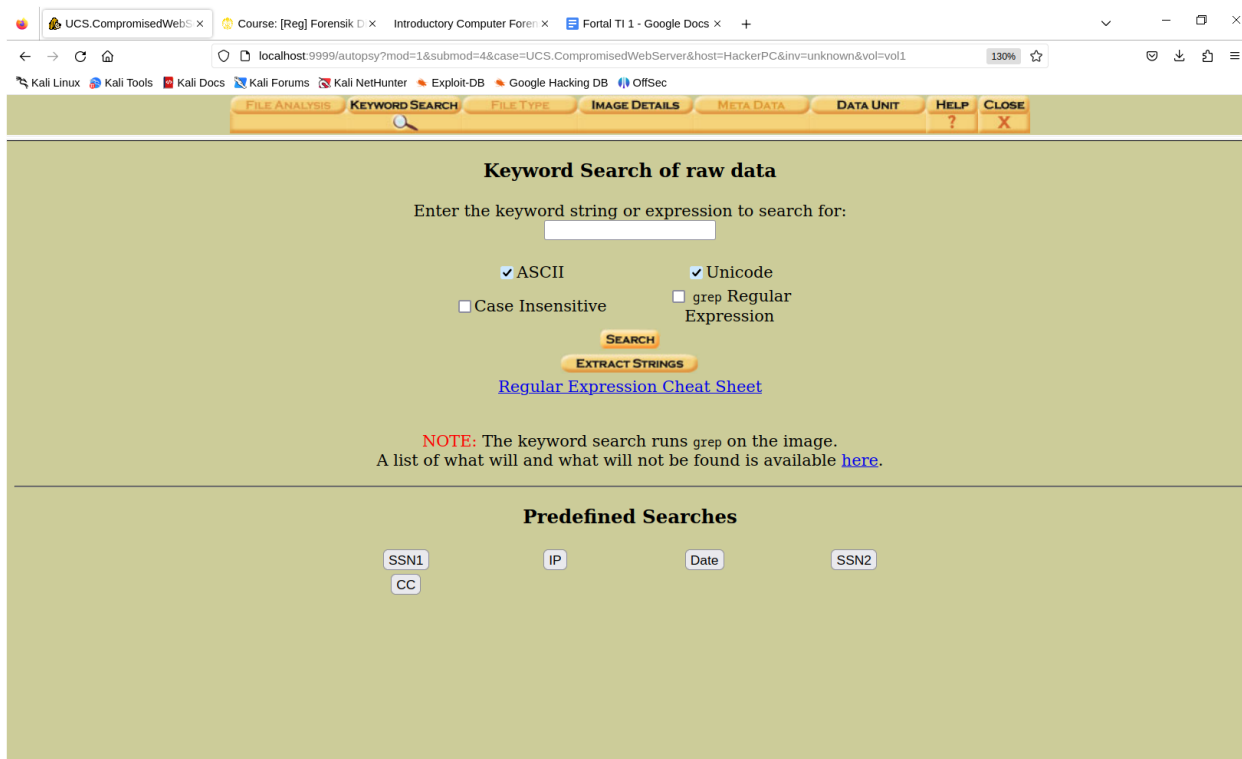 UCS.CompromisedWebS
Course: [Reg] Forensik D
Introductory Computer Foren
Fortal TI 1 - Google Docs
localhost:9999/autopsy?mod=1&submod=4&case=UCS.CompromisedWebServer&host=HackerPC&inv=unknown&vol=vol1
130%
Kali Linux Kali Tools Kali Docs Kali Forums Kali NetHunter Exploit-DB Google Hacking DB OffSec
FILE ANALYSIS KEYWORD SEARCH FILE TYPE IMAGE DETAILS META DATA DATA UNIT HELP CLOSE
? X
Keyword Search of raw data
Enter the keyword string or expression to search for:
ASCII Unicode
Case Insensitive grep Regular
Expression
SEARCH
EXTRACT STRINGS
Regular Expression Cheat Sheet
NOTE: The keyword search runs grep on the image.
A list of what will and what will not be found is available here.
Predefined Searches
SSN1 IP Date SSN2
CC